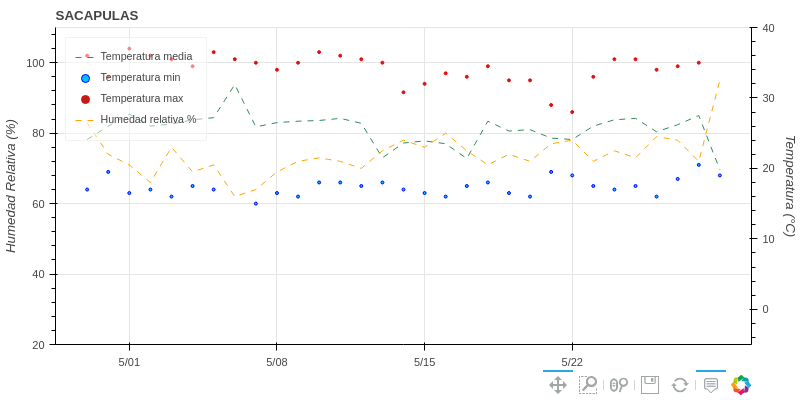 SACAPULAS
Temperatura media
Temperatura min
Temperatura max
Humedad relativa %
Humedad Relativa (%)
100
80
60
40
20
40
30
20
10
0
Temperatura (°C)
5/01
5/08
5/15
5/22